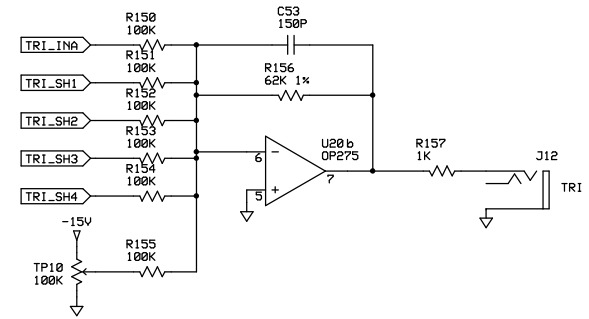 C53
150P
R150
100K
TRI_INA
R151
100K
TRI_SH1
R156
62K 1%
R152
100K
TRI_SH2
R153
100K
TRI_SH3
R154
100K
TRI_SH4
6
−
U20b
OP275
7
+
5
R157
1K
J12
TRI
-15V
R155
100K
TP10
100K